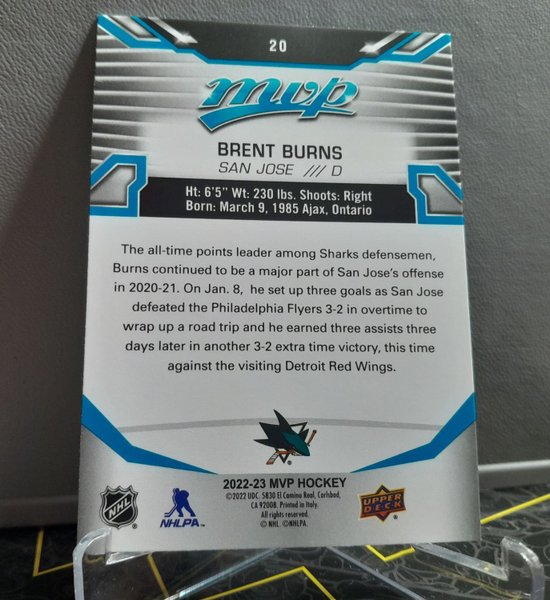 20
mvp
BRENT BURNS
SAN JOSE /// D
Ht: 6'5" Wt: 230 lbs. Shoots: Right
Born: March 9, 1985 Ajax, Ontario
The all-time points leader among Sharks defensemen,
Burns continued to be a major part of San Jose's offense
in 2020-21. On Jan. 8, he set up three goals as San Jose
defeated the Philadelphia Flyers 3-2 in overtime to
wrap up a road trip and he earned three assists three
days later in another 3-2 extra time victory, this time
against the visiting Detroit Red Wings.
2022-23 MVP HOCKEY
©2022 UDC. 5830 El Camino Real, Carlsbad,
CA 92008. Printed in Italy.
All rights reserved.
© NHL. ©NHLPA.
NHL
NHLPA
UPPER
DECK